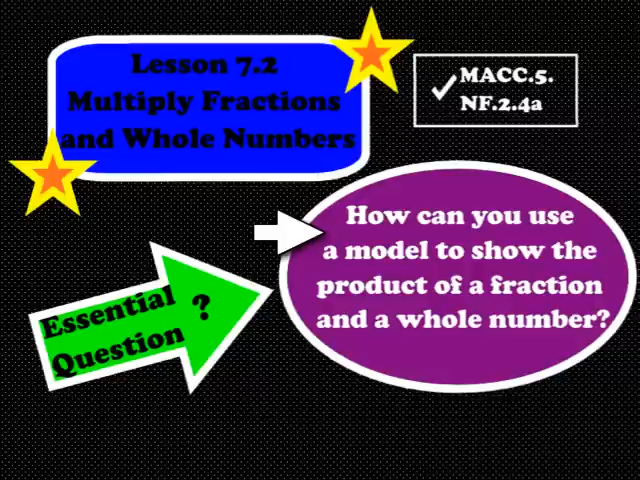 Lesson 7.2
Multiply Fractions
and Whole Numbers
MACC.5.
NF.2.4a
How can you use
a model to show the
product of a fraction
and a whole number?
Essential
Question ?